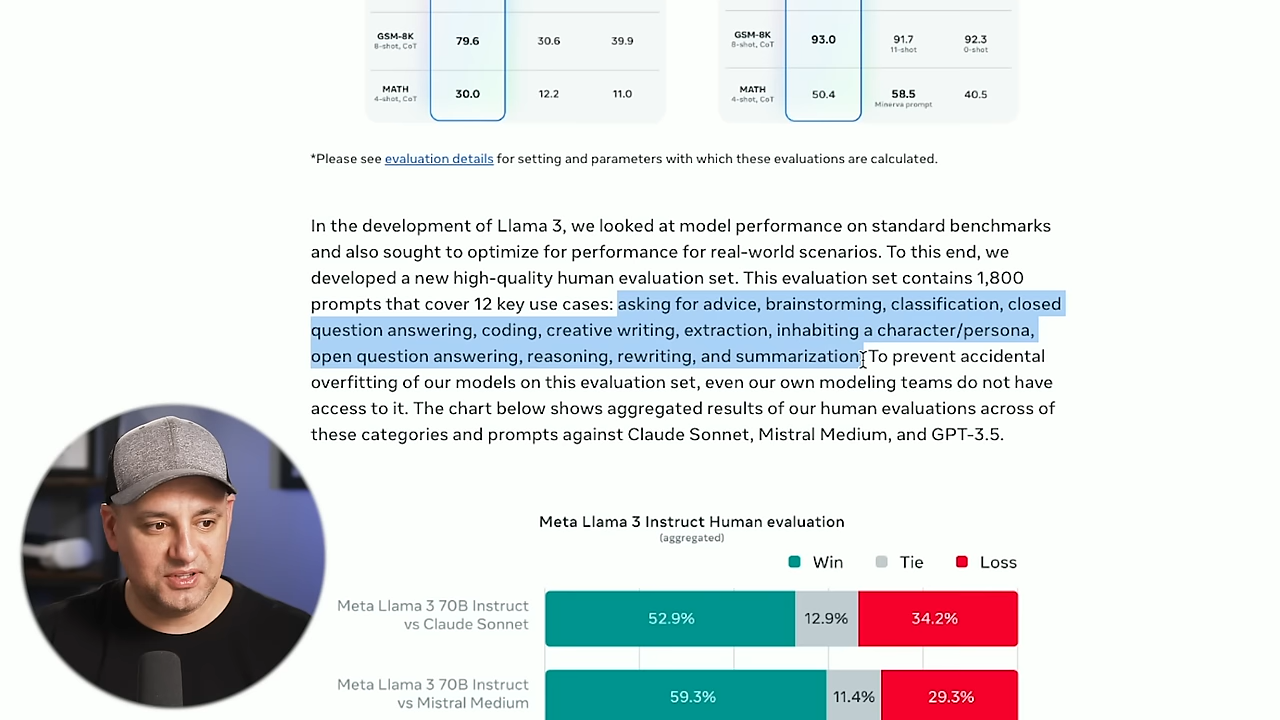 GSM-8K 79.6 30.6 39.9
8-shot, CoT
MATH 30.0 12.2 11.0
4-shot, CoT
GSM-8K 93.0 91.7 92.3
8-shot, CoT 11-shot 0-shot
MATH 50.4 58.5 40.5
4-shot, CoT Minerva prompt
*Please see evaluation details for setting and parameters with which these evaluations are calculated.
In the development of Llama 3, we looked at model performance on standard benchmarks
and also sought to optimize for performance for real-world scenarios. To this end, we
developed a new high-quality human evaluation set. This evaluation set contains 1,800
prompts that cover 12 key use cases: asking for advice, brainstorming, classification, closed
question answering, coding, creative writing, extraction, inhabiting a character/persona,
open question answering, reasoning, rewriting, and summarization. To prevent accidental
overfitting of our models on this evaluation set, even our own modeling teams do not have
access to it. The chart below shows aggregated results of our human evaluations across of
these categories and prompts against Claude Sonnet, Mistral Medium, and GPT-3.5.
Meta Llama 3 Instruct Human evaluation
(aggregated)
Win Tie Loss
Meta Llama 3 70B Instruct
vs Claude Sonnet
52.9% 12.9% 34.2%
Meta Llama 3 70B Instruct
vs Mistral Medium
59.3% 11.4% 29.3%